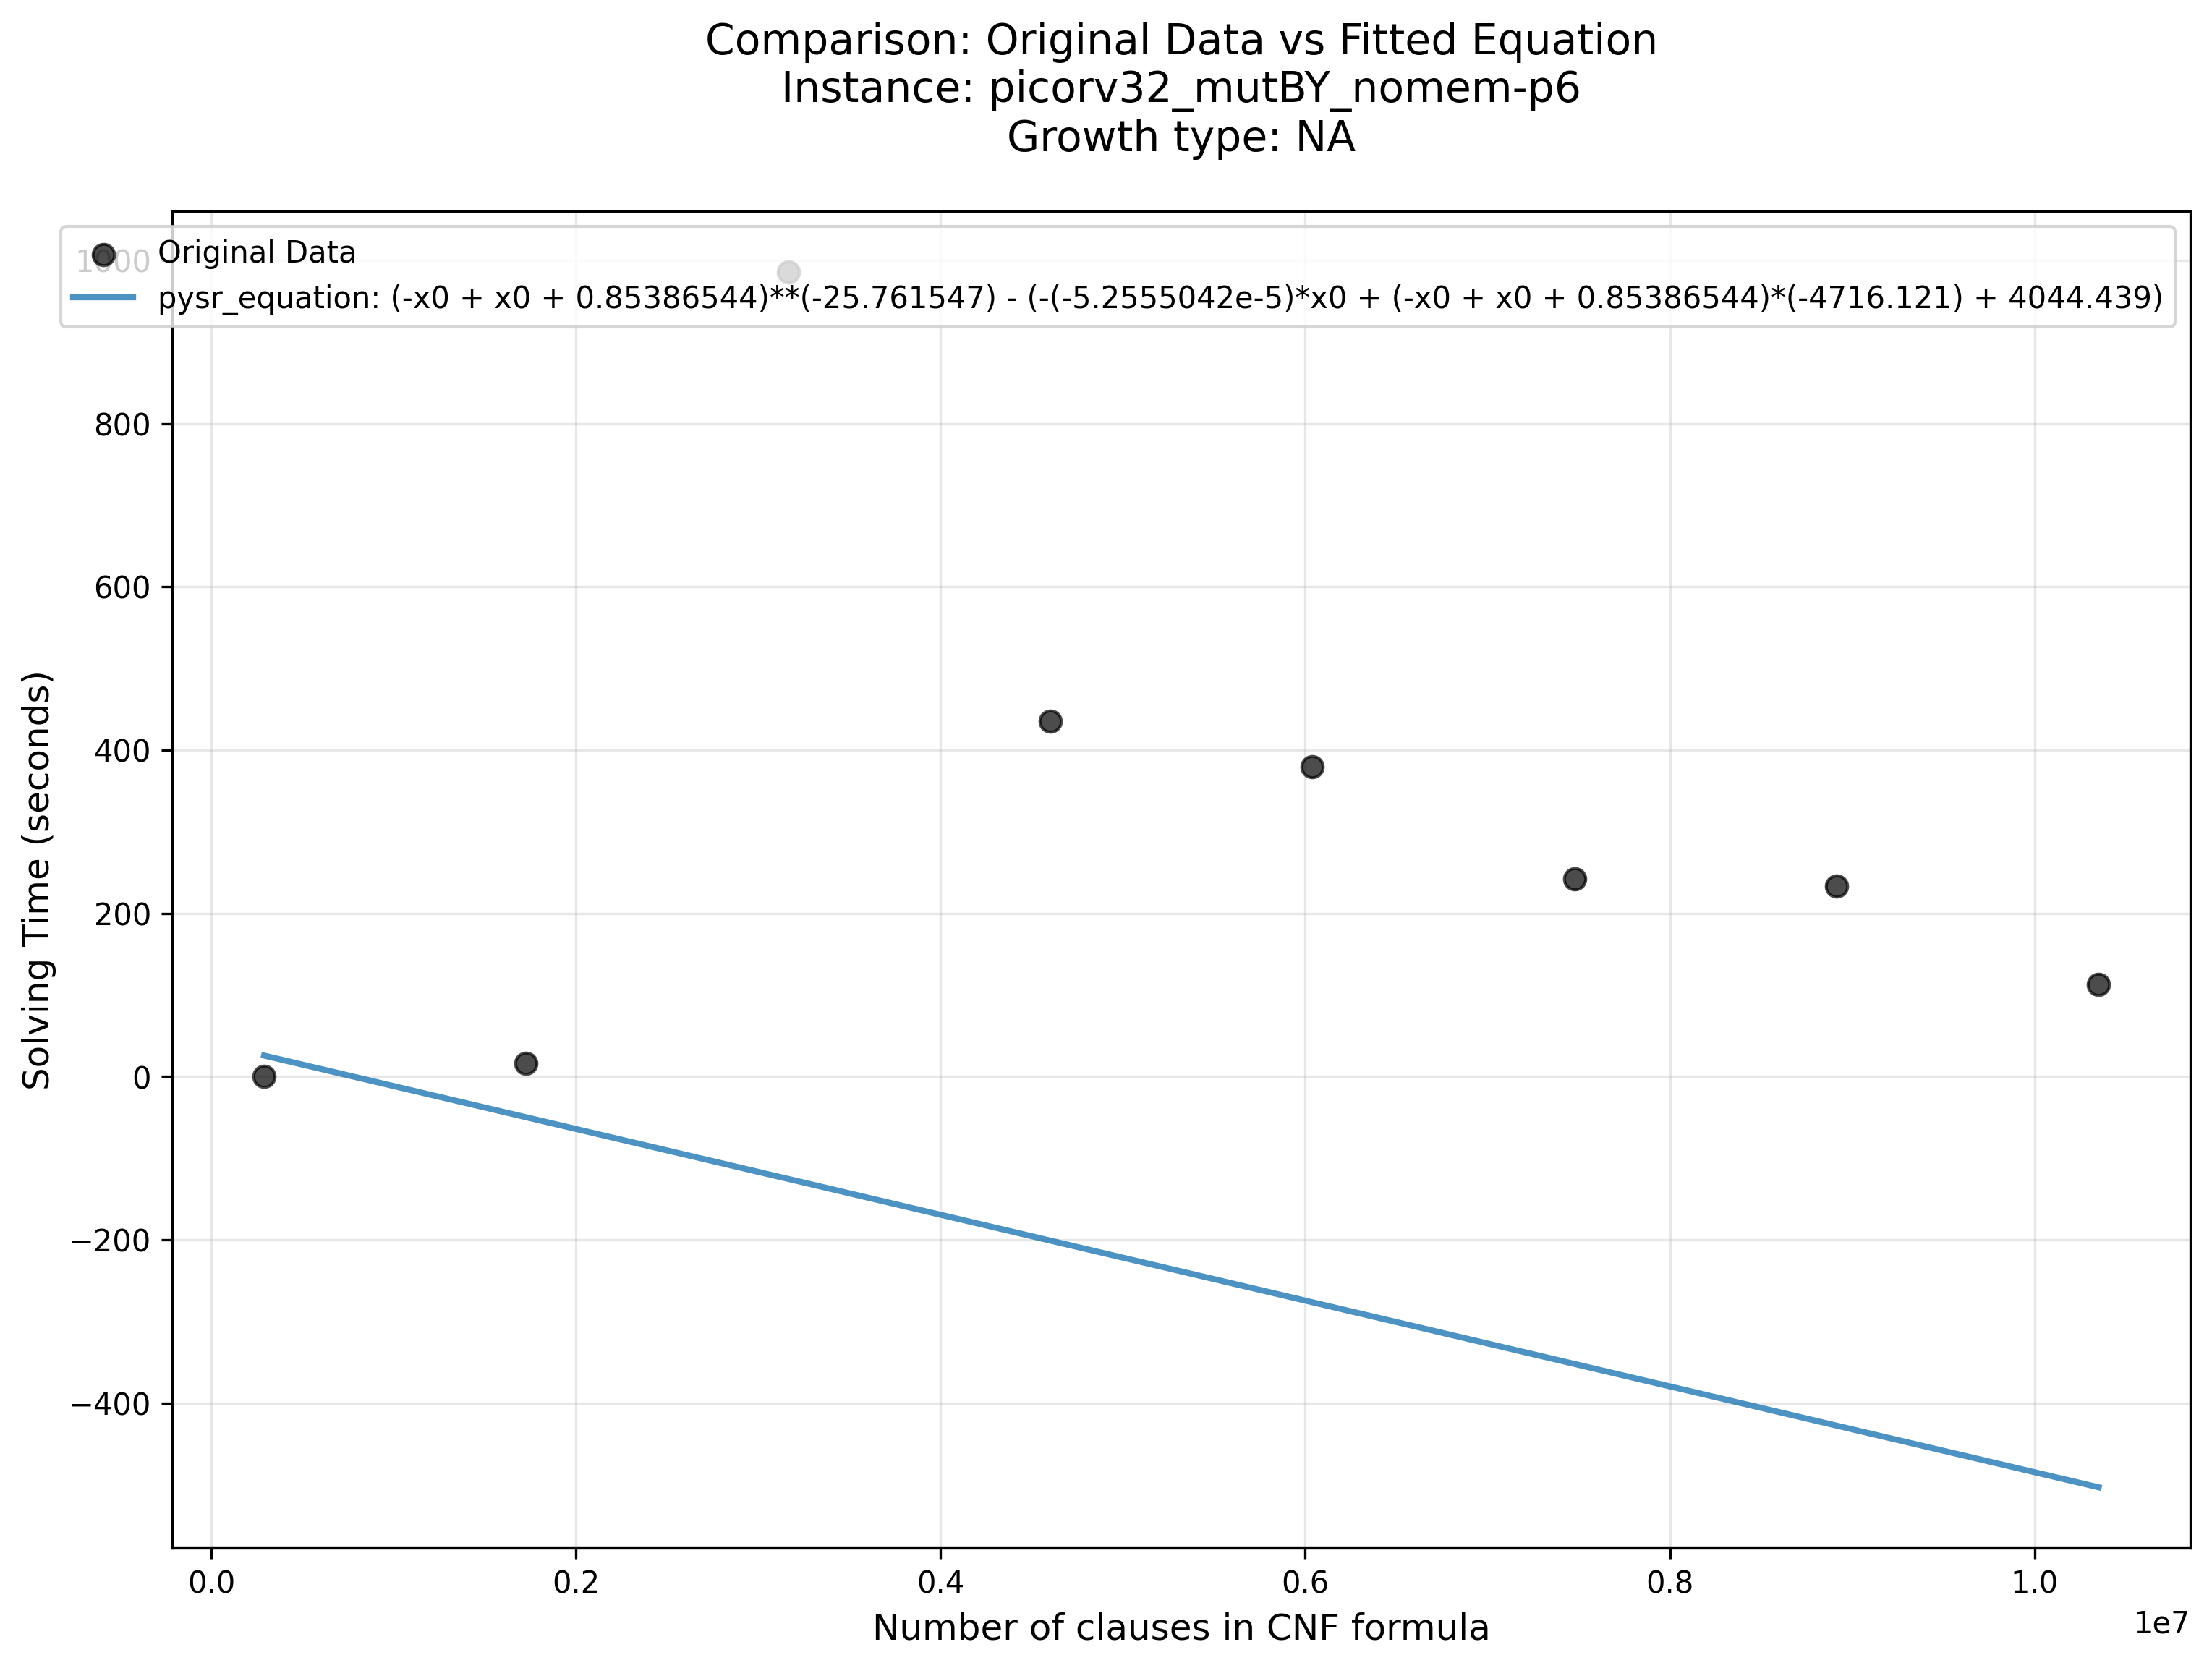 Comparison: Original Data vs Fitted Equation
Instance: picorv32_mutBY_nomem-p6
Growth type: NA
Original Data
pysr_equation: (-x0 + x0 + 0.85386544)**(-25.761547) - (-(-5.2555042e-5)*x0 + (-x0 + x0 + 0.85386544)*(-4716.121) + 4044.439)
1000
800
600
400
200
0
−200
−400
Solving Time (seconds)
0.0 0.2 0.4 0.6 0.8 1.0
1e7
Number of clauses in CNF formula